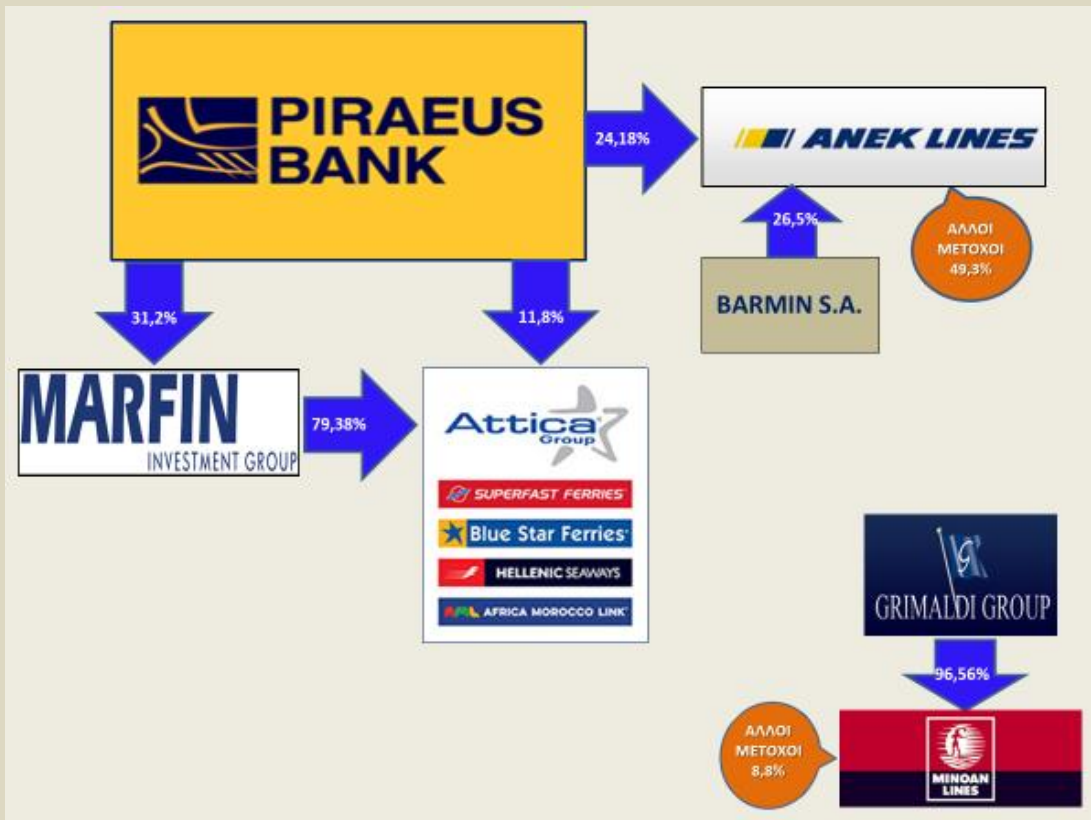 PIRAEUS
BANK
24,18%
ANEK LINES
26,5%
ΑΛΛΟΙ
ΜΕΤΟΧΟΙ
49,3%
BARMIN S.A.
31,2%
11,8%
MARFIN
INVESTMENT GROUP
79,38%
Attica
Group
SUPERFAST FERRIES
Blue Star Ferries
HELLENIC SEAWAYS
AML AFRICA MOROCCO LINK
G
GRIMALDI GROUP
96,56%
ΑΛΛΟΙ
ΜΕΤΟΧΟΙ
8,8%
MINOAN
LINES